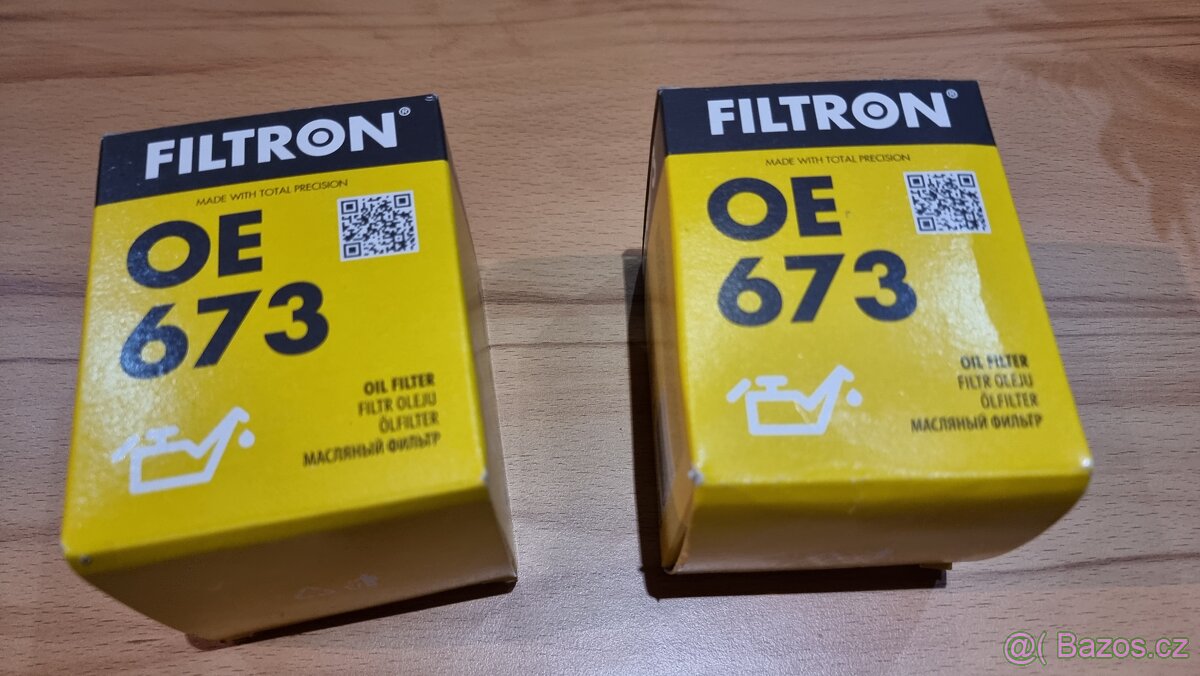 FILTRON®
MADE WITH TOTAL PRECISION
OE
673
OIL FILTER
FILTR OLEJU
ÖLFILTER
МАСЛЯНЫЙ ФИЛЬТР
FILTRON®
MADE WITH TOTAL PRECISION
OE
673
OIL FILTER
FILTR OLEJU
ÖLFILTER
МАСЛЯНЫЙ ФИЛЬТР
@( Bazos.cz